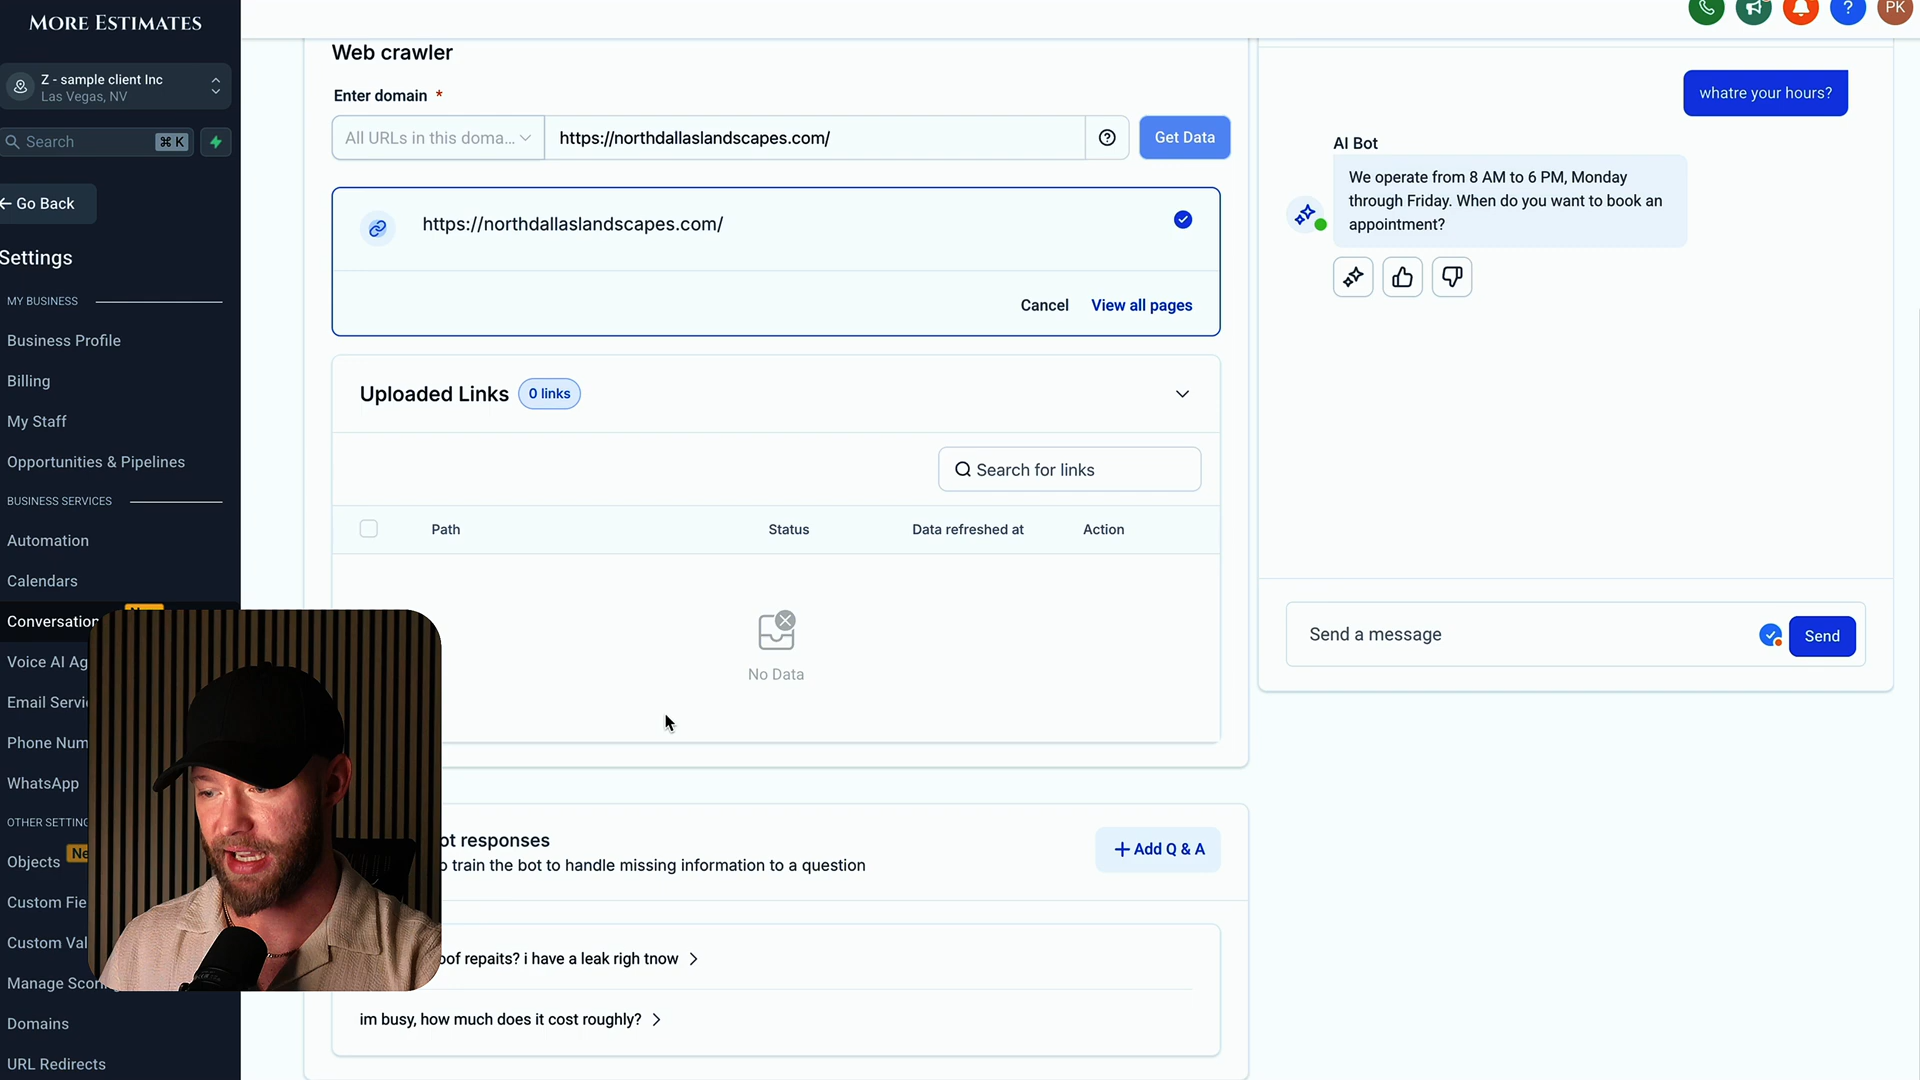 MORE ESTIMATES
Z - sample client Inc
Las Vegas, NV
Search
⌘ K
Go Back
Settings
MY BUSINESS
Business Profile
Billing
My Staff
Opportunities & Pipelines
BUSINESS SERVICES
Automation
Calendars
Conversation
Voice AI Ag
Email Servi
Phone Num
WhatsApp
OTHER SETTING
Objects
Ne
Custom Fie
Custom Val
Manage Scoring
Domains
URL Redirects
PK
Web crawler
Enter domain *
All URLs in this doma...
https://northdallaslandscapes.com/
Get Data
https://northdallaslandscapes.com/
Cancel
View all pages
Uploaded Links
0 links
Search for links
Path
Status
Data refreshed at
Action
No Data
ot responses
o train the bot to handle missing information to a question
+ Add Q & A
oof repaits? i have a leak righ tnow
im busy, how much does it cost roughly?
whatre your hours?
AI Bot
We operate from 8 AM to 6 PM, Monday
through Friday. When do you want to book an
appointment?
Send a message
Send